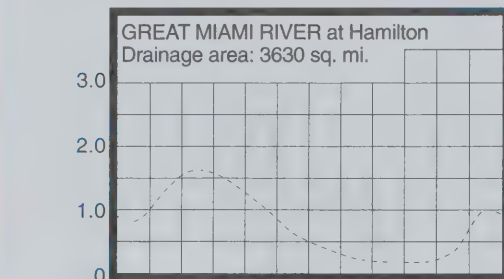 GREAT MIAMI RIVER at Hamilton
Drainage area: 3630 sq. mi.
3.0
2.0
1.0
0